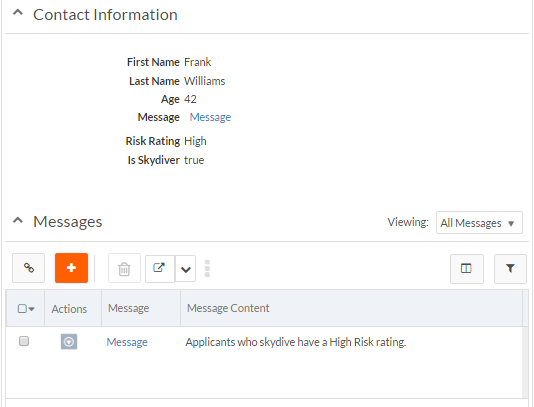 Contact Information
First Name Frank
Last Name Williams
Age 42
Message Message
Risk Rating High
Is Skydiver true
Messages Viewing: All Messages
Actions Message Message Content
Message Applicants who skydive have a High Risk rating.